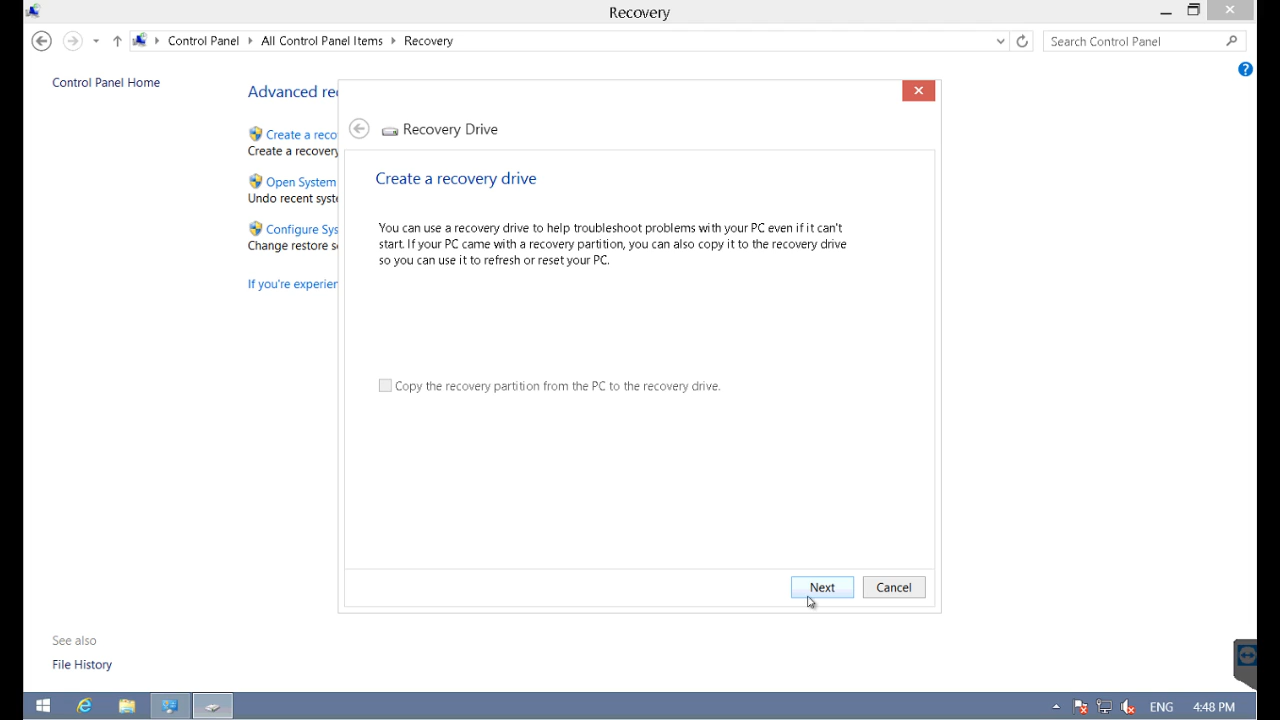 Recovery
Control Panel All Control Panel Items Recovery
Search Control Panel
Control Panel Home
Advanced re
Create a reco
Create a recovery
Open System
Undo recent syste
Configure Sys
Change restore s
If you're experien
Recovery Drive
Create a recovery drive
You can use a recovery drive to help troubleshoot problems with your PC even if it can't
start. If your PC came with a recovery partition, you can also copy it to the recovery drive
so you can use it to refresh or reset your PC.
Copy the recovery partition from the PC to the recovery drive.
Next Cancel
See also
File History
ENG 4:48 PM